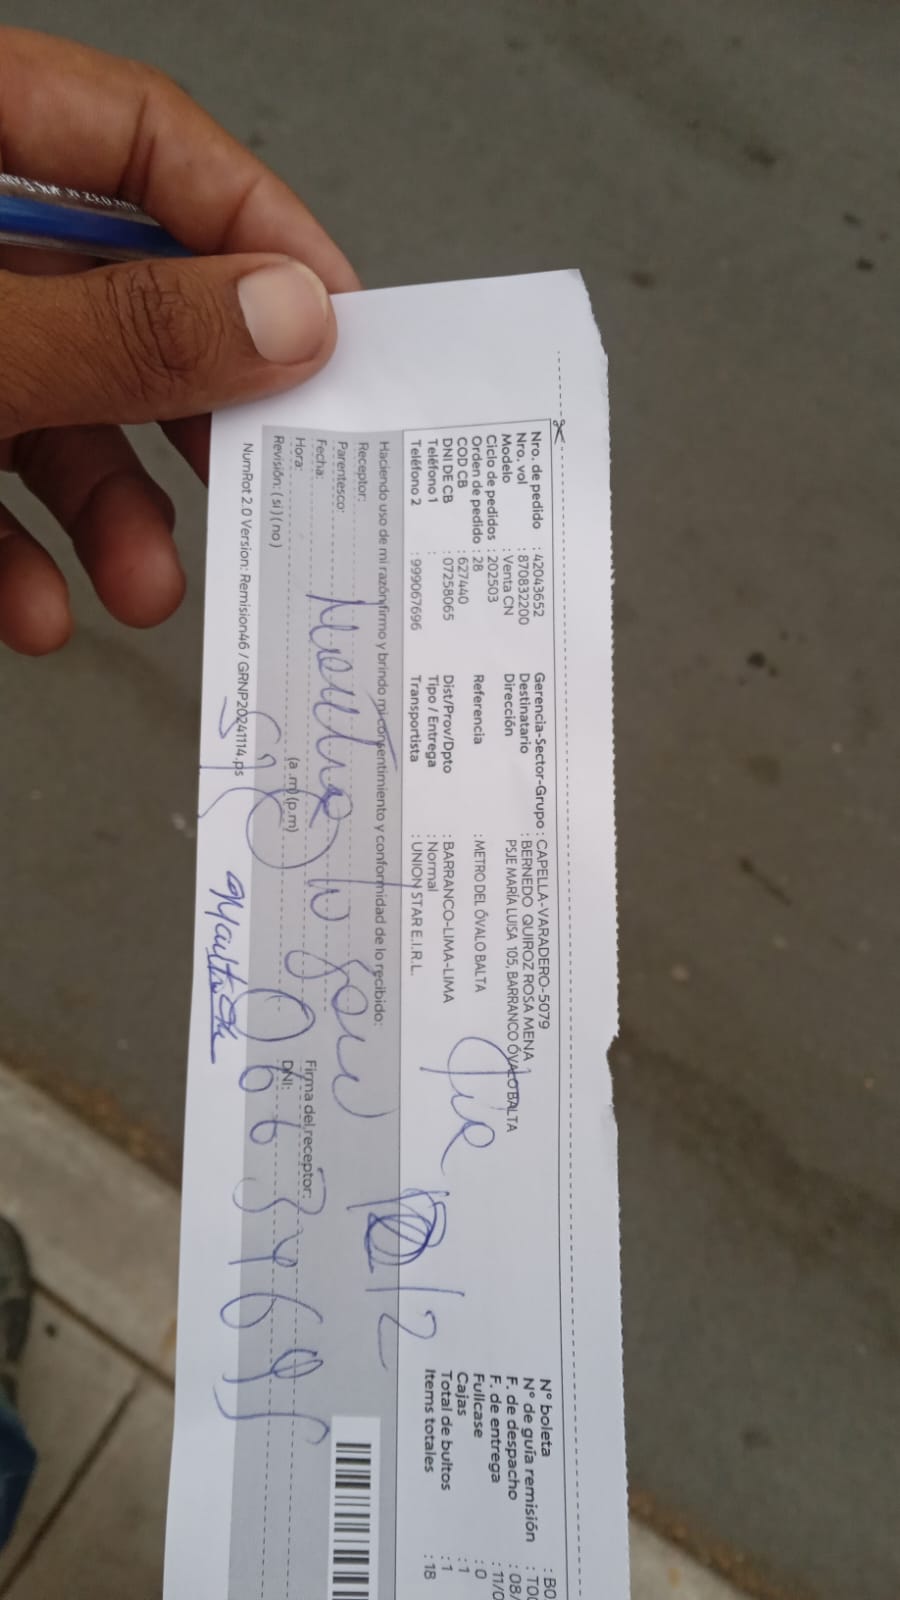 Nro. de pedido : 42043652
Nro. vol : 870832200
Modelo : Venta CN
Ciclo de pedidos : 202503
Orden de pedido : 28
COD CB : 627440
DNI DE CB : 07258065
Teléfono 1 :
Teléfono 2 : 999067696
Gerencia-Sector-Grupo : CAPELLA-VARADERO-5079
Destinatario : BERNEDO QUIROZ ROSA MENA
Dirección PSJE MARIA LUISA 105, BARRANCO ÓVALO BALTA
Referencia : METRO DEL ÓVALO BALTA
Dist/Prov/Dpto : BARRANCO-LIMA-LIMA
Tipo / Entrega : Normal
Transportista : UNION STAR E.I.R.L.
N° boleta : B0
N° de guía remisión : T00
F. de despacho : 08/
F. de entrega : 11/0
Fullcase : 0
Cajas : 1
Total de bultos : 1
Items totales : 18
Haciendo uso de mi razón firmo y brindo mi consentimiento y conformidad de lo recibido:
Receptor:
Parentesco:
Fecha:
Hora: (a.m) (p.m)
Revisión: ( si ) ( no )
Firma del receptor:
DNI:
NumRot 2.0 Version: Remision46 / GRNP20241114.ps